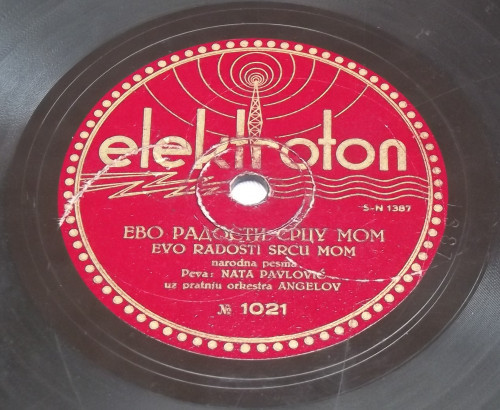 elektroton
S-N 1387
ЕВО РАДОСТИ СРЦУ МОМ
EVO RADOSTI SRCU MOM
narodna pesma
Peva: NATA PAVLOVIĆ
uz pratnju orkestra ANGELOV
№ 1021